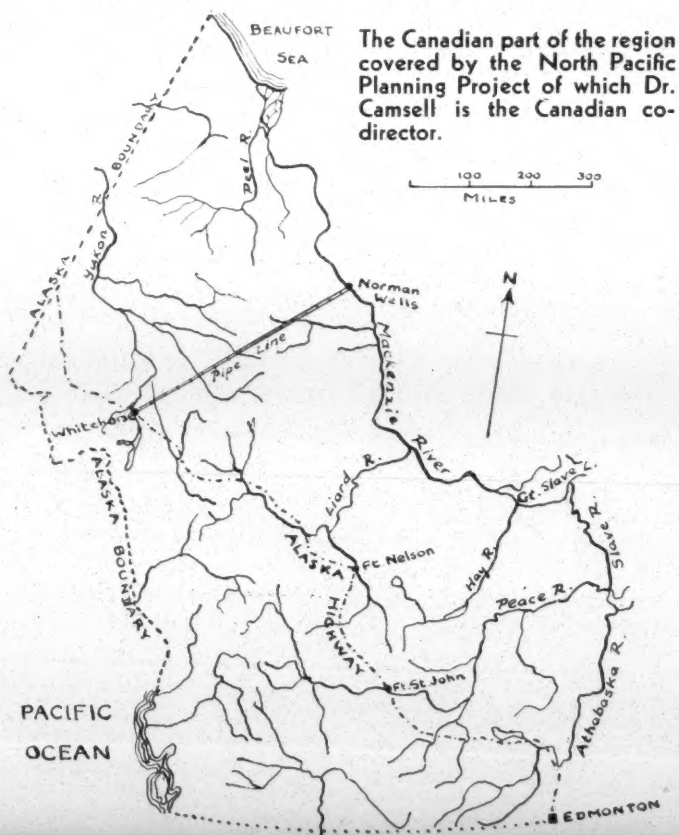 BEAUFORT
SEA
The Canadian part of the region
covered by the North Pacific
Planning Project of which Dr.
Camsell is the Canadian co-
director.
100 200 300
MILES
ALASKA BOUNDARY
Yukon R.
Peel R.
N
Norman
Wells
Pipe Line
Mackenzie River
Whitehorse
ALASKA BOUNDARY
Liard R.
Gt. Slave L.
Slave R.
ALASKA HIGHWAY
Ft. Nelson
Hay R.
Peace R.
Ft. St. John
Athabaska R.
PACIFIC
OCEAN
EDMONTON